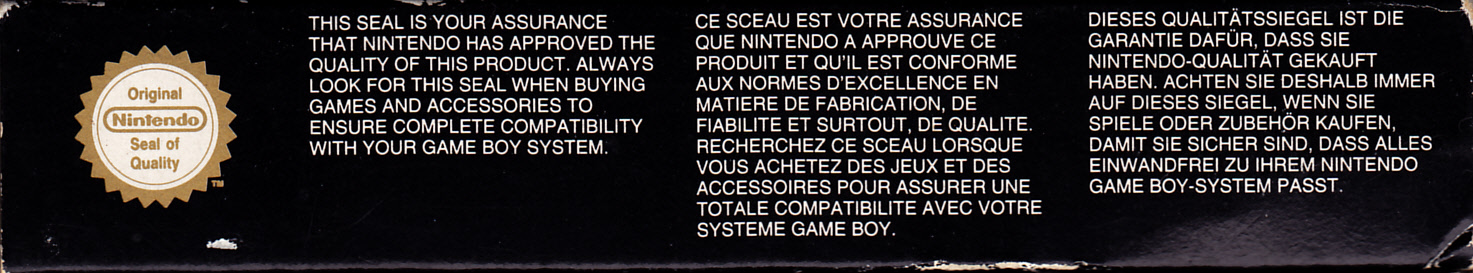 Original
Nintendo
Seal of
Quality
TM
THIS SEAL IS YOUR ASSURANCE
THAT NINTENDO HAS APPROVED THE
QUALITY OF THIS PRODUCT. ALWAYS
LOOK FOR THIS SEAL WHEN BUYING
GAMES AND ACCESSORIES TO
ENSURE COMPLETE COMPATIBILITY
WITH YOUR GAME BOY SYSTEM.
CE SCEAU EST VOTRE ASSURANCE
QUE NINTENDO A APPROUVE CE
PRODUIT ET QU'IL EST CONFORME
AUX NORMES D'EXCELLENCE EN
MATIERE DE FABRICATION, DE
FIABILITE ET SURTOUT, DE QUALITE.
RECHERCHEZ CE SCEAU LORSQUE
VOUS ACHETEZ DES JEUX ET DES
ACCESSOIRES POUR ASSURER UNE
TOTALE COMPATIBILITE AVEC VOTRE
SYSTEME GAME BOY.
DIESES QUALITÄTSSIEGEL IST DIE
GARANTIE DAFÜR, DASS SIE
NINTENDO-QUALITÄT GEKAUFT
HABEN. ACHTEN SIE DESHALB IMMER
AUF DIESES SIEGEL, WENN SIE
SPIELE ODER ZUBEHÖR KAUFEN,
DAMIT SIE SICHER SIND, DASS ALLES
EINWANDFREI ZU IHREM NINTENDO
GAME BOY-SYSTEM PASST.